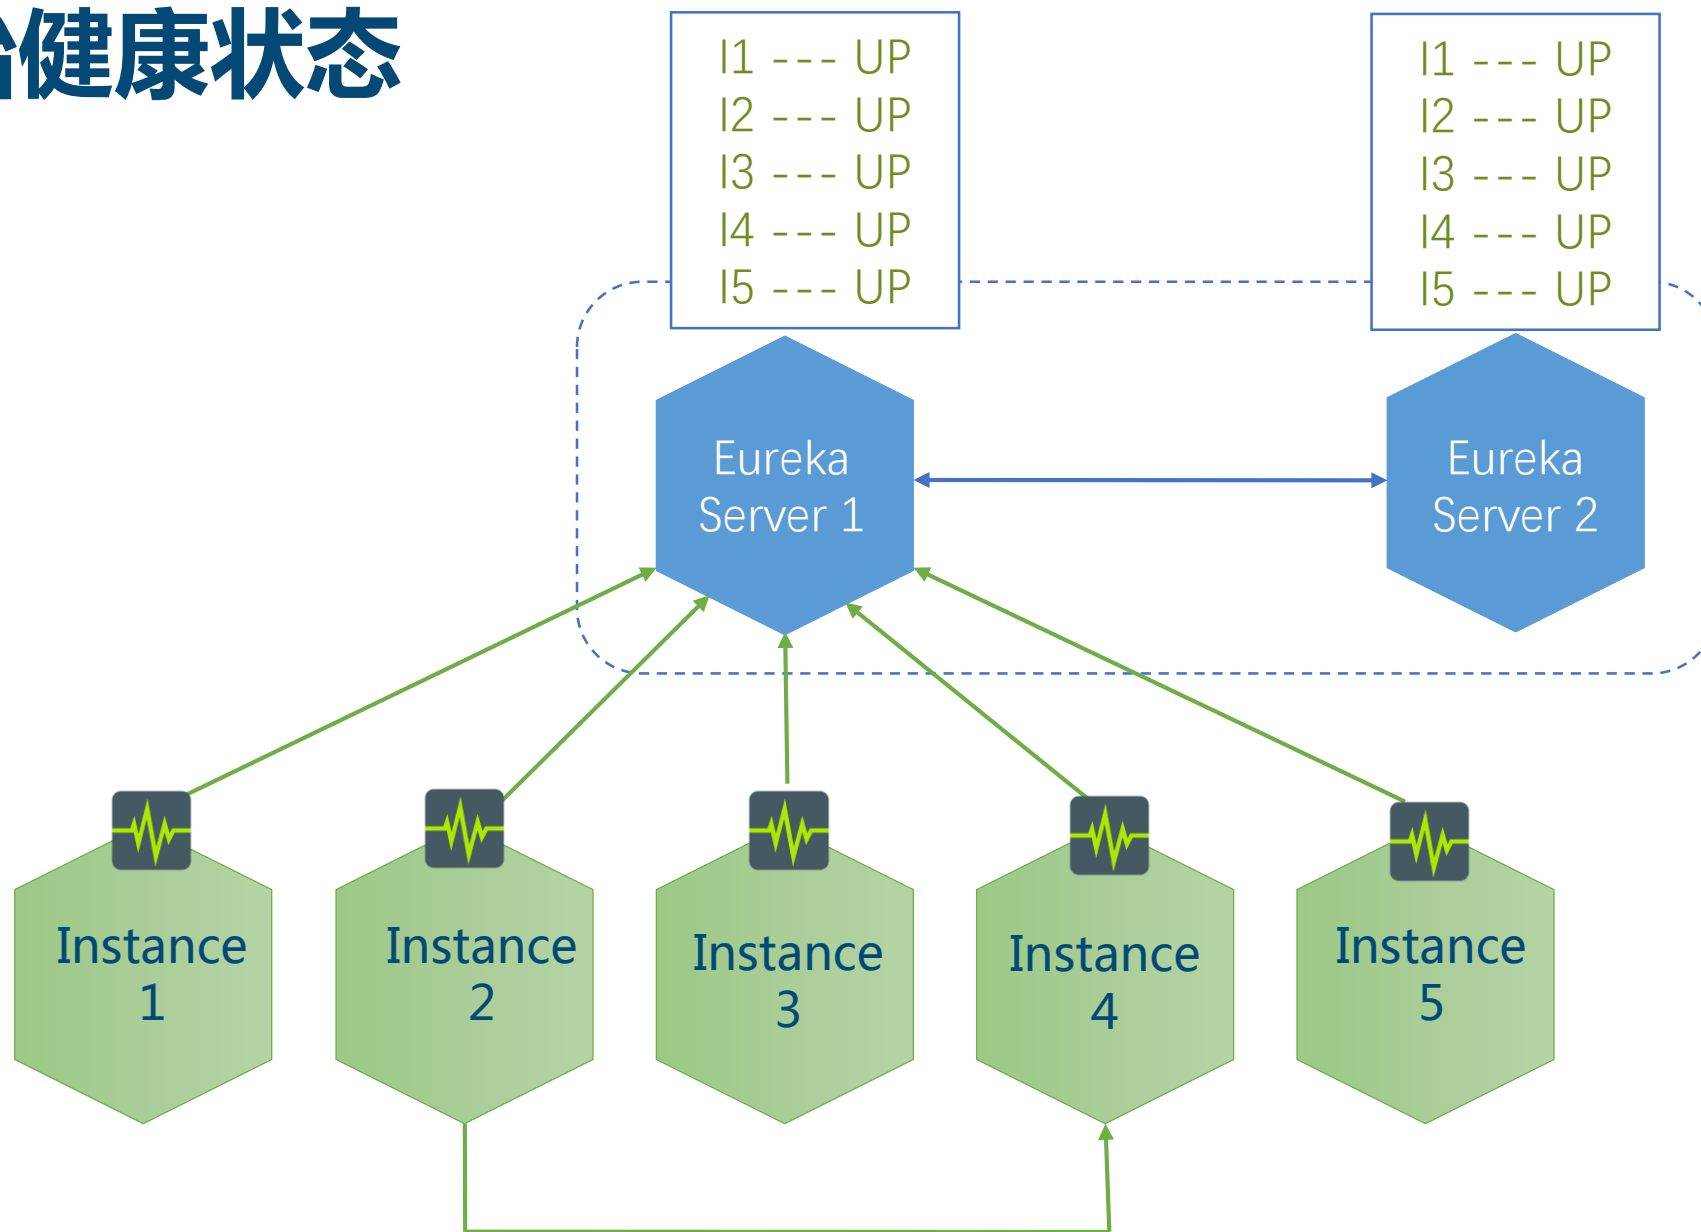 健康状态
I1 --- UP
I2 --- UP
I3 --- UP
I4 --- UP
I5 --- UP
I1 --- UP
I2 --- UP
I3 --- UP
I4 --- UP
I5 --- UP
Eureka
Server 1
Eureka
Server 2
Instance
1
Instance
2
Instance
3
Instance
4
Instance
5